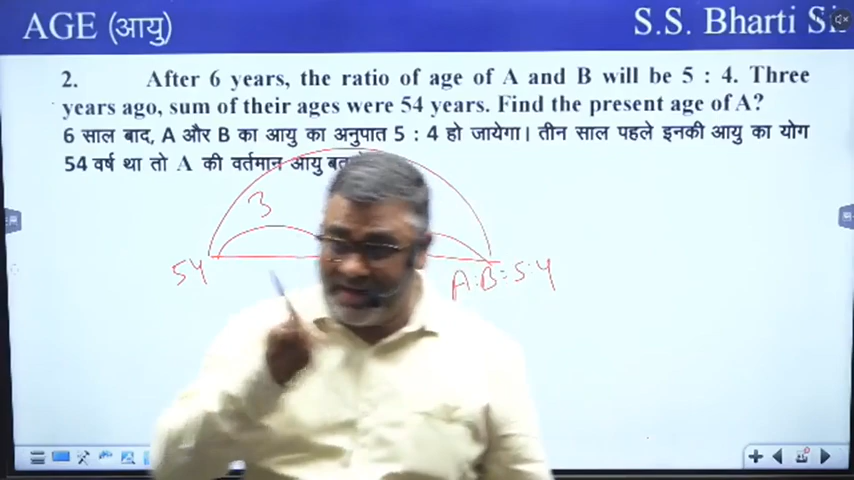 AGE (आयु)
S.S. Bharti Si
2. After 6 years, the ratio of age of A and B will be 5 : 4. Three
years ago, sum of their ages were 54 years. Find the present age of A?
6 साल बाद, A और B का आयु का अनुपात 5 : 4 हो जायेगा। तीन साल पहले इनकी आयु का योग
54 वर्ष था तो A की वर्तमान आयु
3
54
A:B=5:4